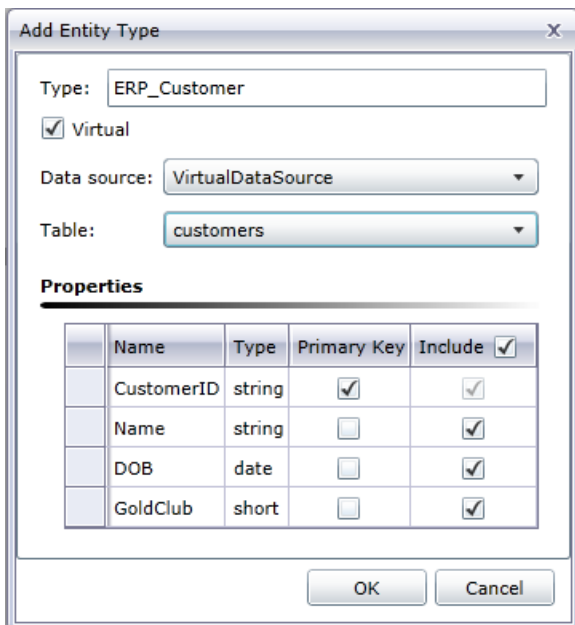 Add Entity Type x
Type: ERP_Customer
Virtual
Data source: VirtualDataSource
Table: customers
Properties
Name Type Primary Key Include
CustomerID string
Name string
DOB date
GoldClub short
OK Cancel